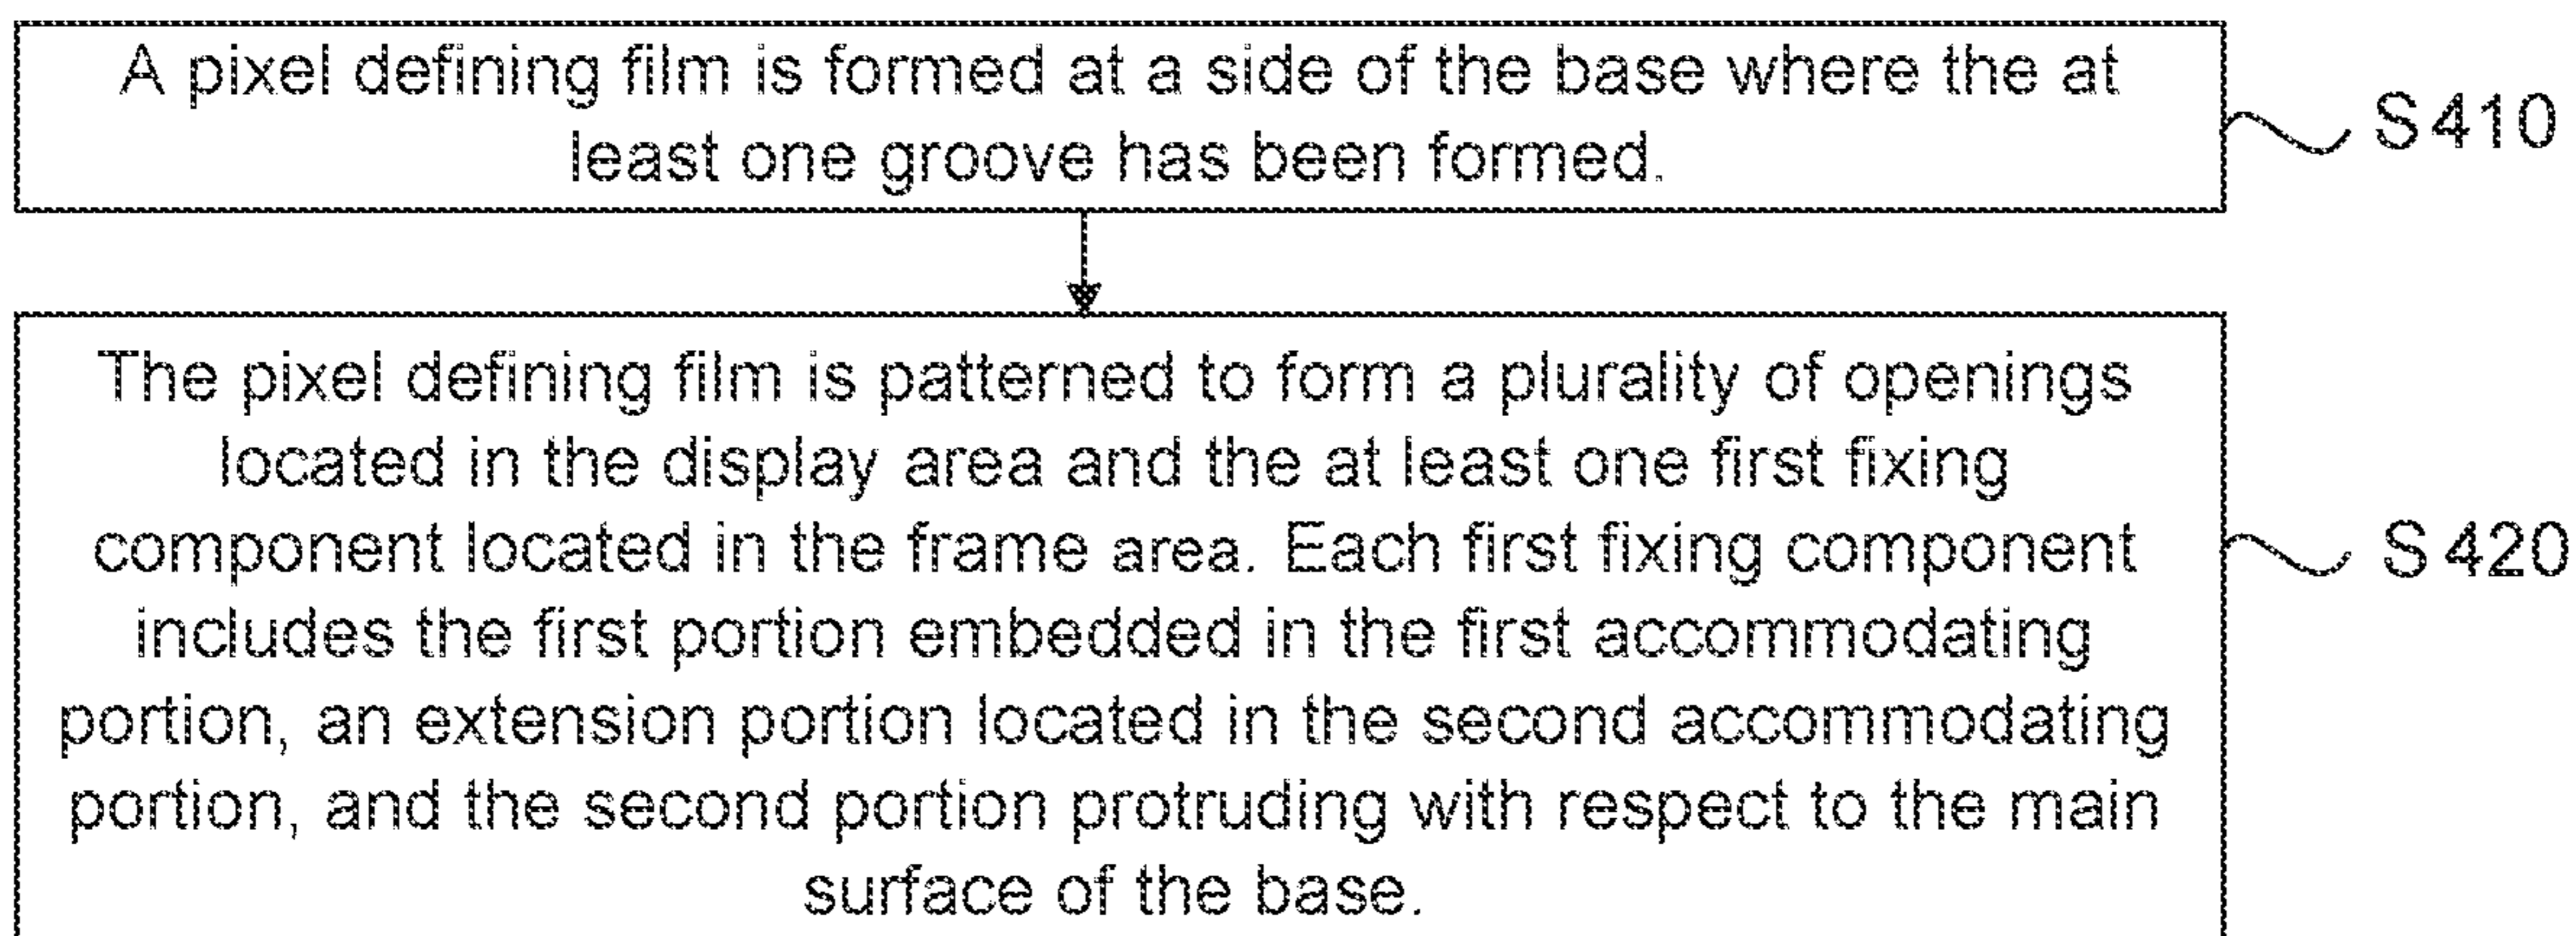 A pixel defining film is formed at a side of the base where the at
least one groove has been formed.
S410
The pixel defining film is patterned to form a plurality of openings
located in the display area and the at least one first fixing
component located in the frame area. Each first fixing component
includes the first portion embedded in the first accommodating
portion, an extension portion located in the second accommodating
portion, and the second portion protruding with respect to the main
surface of the base.
S420